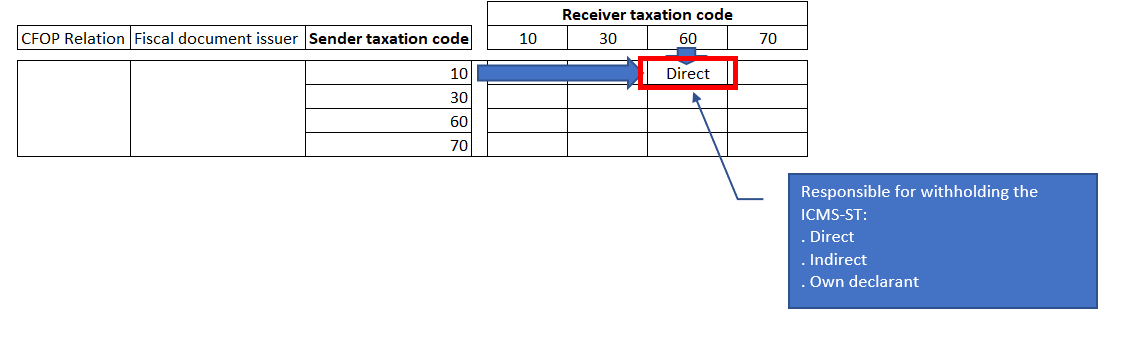 Receiver taxation code
CFOP Relation Fiscal document issuer Sender taxation code 10 30 60 70
10 Direct
30
60
70
Responsible for withholding the
ICMS-ST:
. Direct
. Indirect
. Own declarant